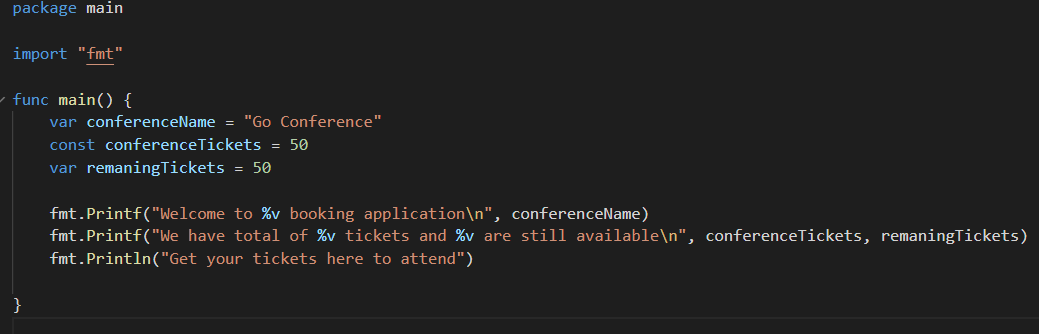 package main
import "fmt"
func main() {
var conferenceName = "Go Conference"
const conferenceTickets = 50
var remaningTickets = 50
fmt.Printf("Welcome to %v booking application\n", conferenceName)
fmt.Printf("We have total of %v tickets and %v are still available\n", conferenceTickets, remaningTickets)
fmt.Println("Get your tickets here to attend")
}